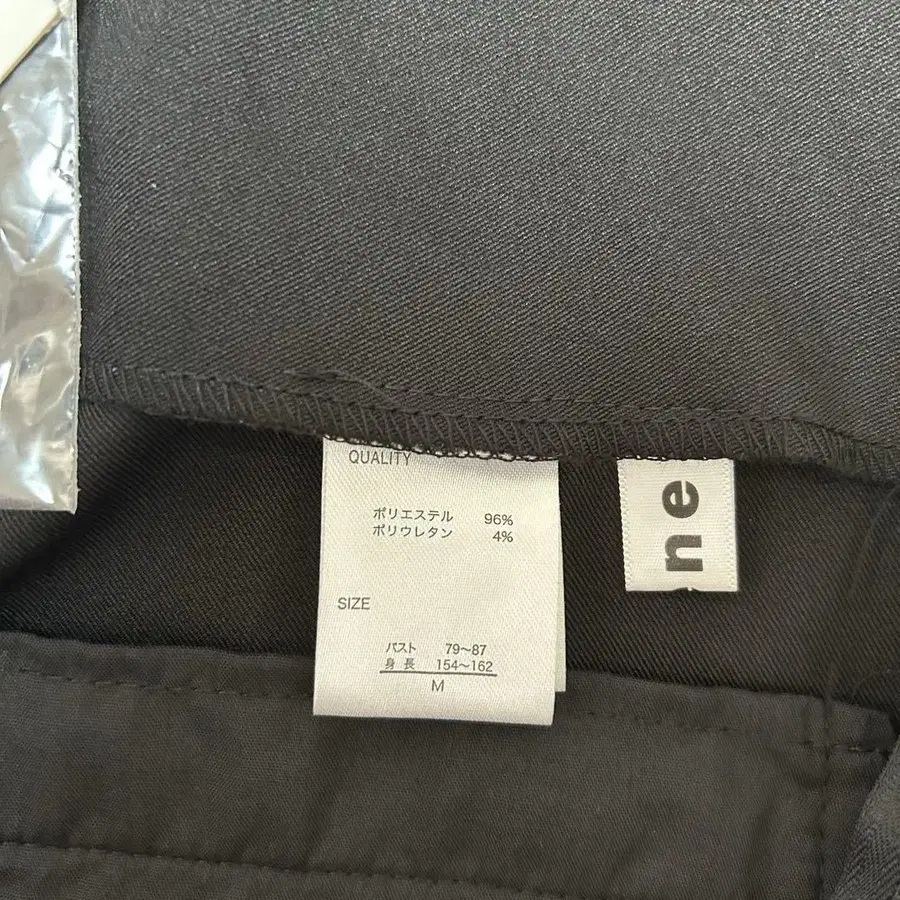 QUALITY
ポリエステル 96%
ポリウレタン 4%
SIZE
バスト 79〜87
身長 154〜162
M
ne